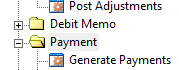 Post Adjustments
Debit Memo
Payment
Generate Payments